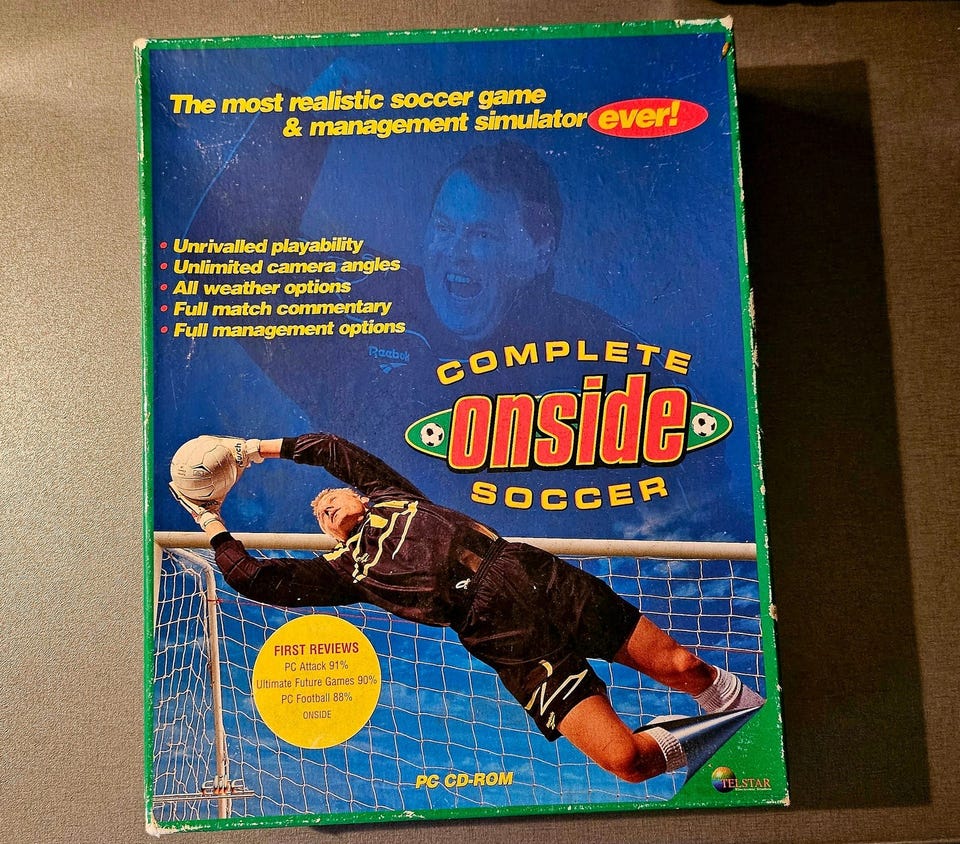 The most realistic soccer game
& management simulator ever!
• Unrivalled playability
• Unlimited camera angles
• All weather options
• Full match commentary
• Full management options
Reebok
COMPLETE
onside
SOCCER
FIRST REVIEWS
PC Attack 91%
Ultimate Future Games 90%
PC Football 88%
ONSIDE
PC CD-ROM
elite
TELSTAR